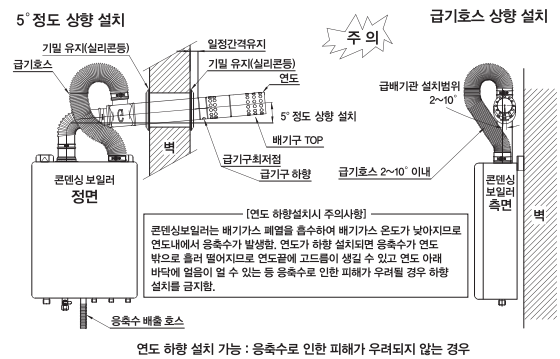 5°정도 상향 설치
급기호스 상향 설치
주 의
일정간격유지
기밀 유지(실리콘등)
기밀 유지(실리콘등)
급기호스
연도
5°정도 상향 설치
배기구 TOP
급기구최저점
급기구 하향
벽
급배기관 설치범위
2~10°
급기호스 2~10°이내
콘덴싱 보일러
정면
콘덴싱
보일러
측면
벽
[연도 하향설치시 주의사항]
콘덴싱보일러는 배기가스 폐열을 흡수하여 배기가스 온도가 낮아지므로
연도내에서 응축수가 발생함. 연도가 하향 설치되면 응축수가 연도
밖으로 흘러 떨어지므로 연도끝에 고드름이 생길 수 있고 연도 아래
바닥에 얼음이 얼 수 있는 등 응축수로 인한 피해가 우려될 경우 하향
설치를 금지함.
응축수 배출 호스
연도 하향 설치 가능 : 응축수로 인한 피해가 우려되지 않는 경우